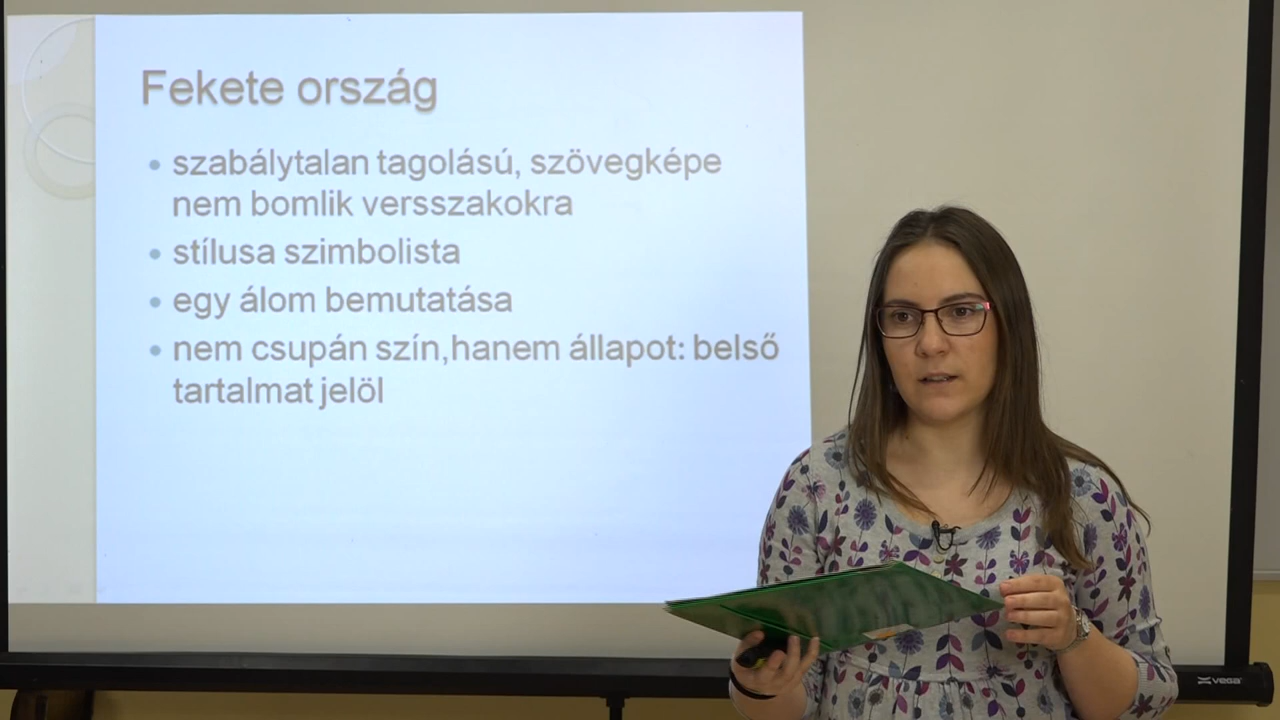 Fekete ország
szabálytalan tagolású, szövegképe
nem bomlik versszakokra
stílusa szimbolista
egy álom bemutatása
nem csupán szín,hanem állapot: belső
tartalmat jelöl
VEGA